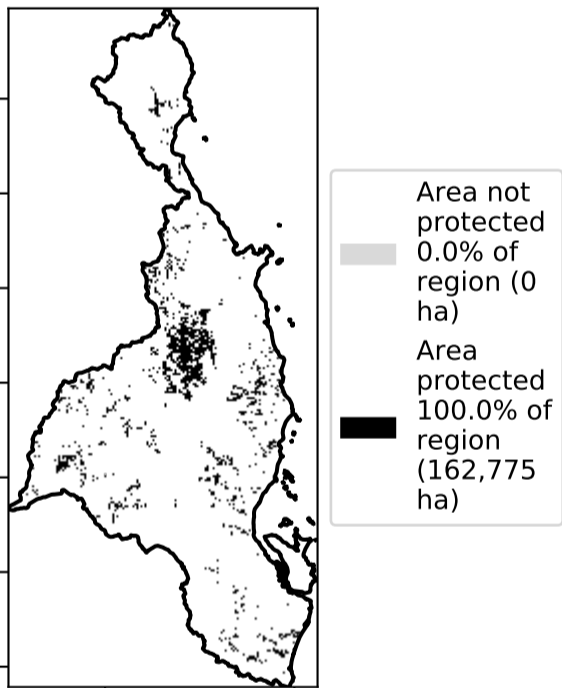 Area not
protected
0.0% of
region (0
ha)
Area
protected
100.0% of
region
(162,775
ha)